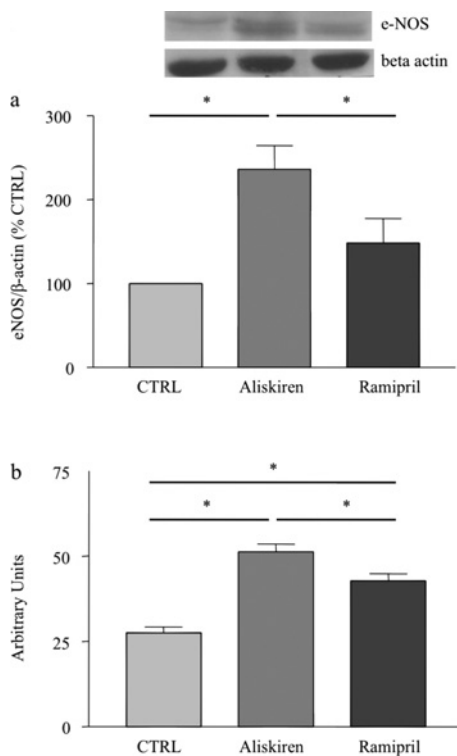 e-NOS
beta actin
a
* *
300
200
100
0
eNOS/β-actin (% CTRL)
CTRL Aliskiren Ramipril
b
*
* *
75
50
25
0
Arbitrary Units
CTRL Aliskiren Ramipril